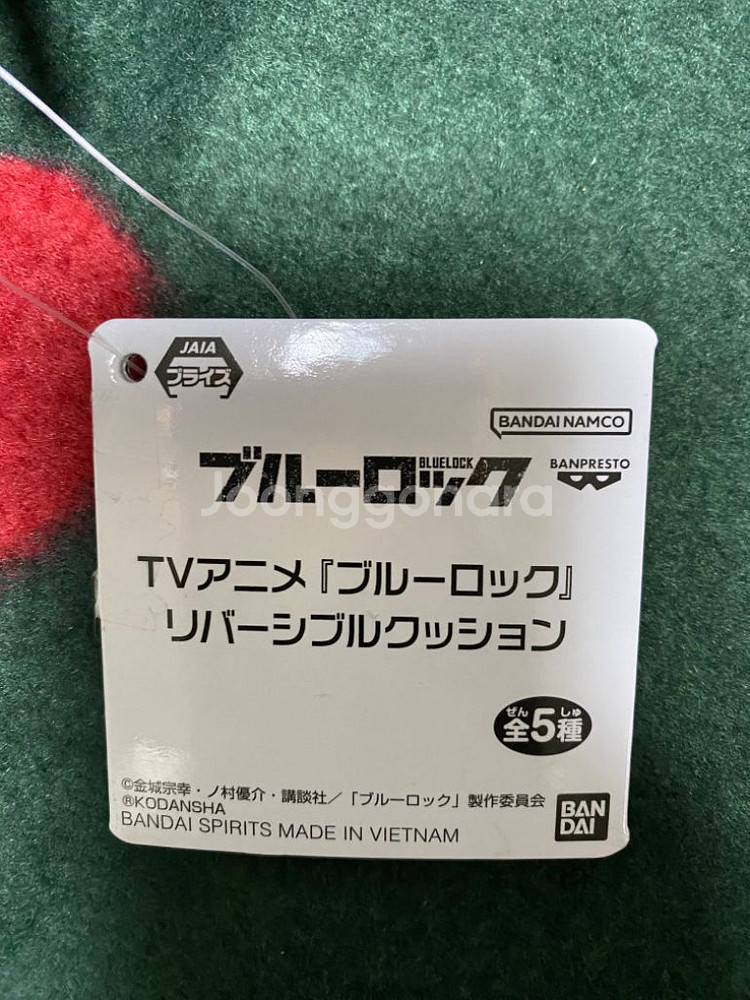 JAIA
プライズ
BANDAI NAMCO
ブルーロック
BLUELOCK
BANPRESTO
Joonggonara
TVアニメ『ブルーロック』
リバーシブルクッション
ぜん しゅ
全5種
©金城宗幸・ノ村優介・講談社／「ブルーロック」製作委員会
®KODANSHA
BANDAI SPIRITS MADE IN VIETNAM
BAN
DAI